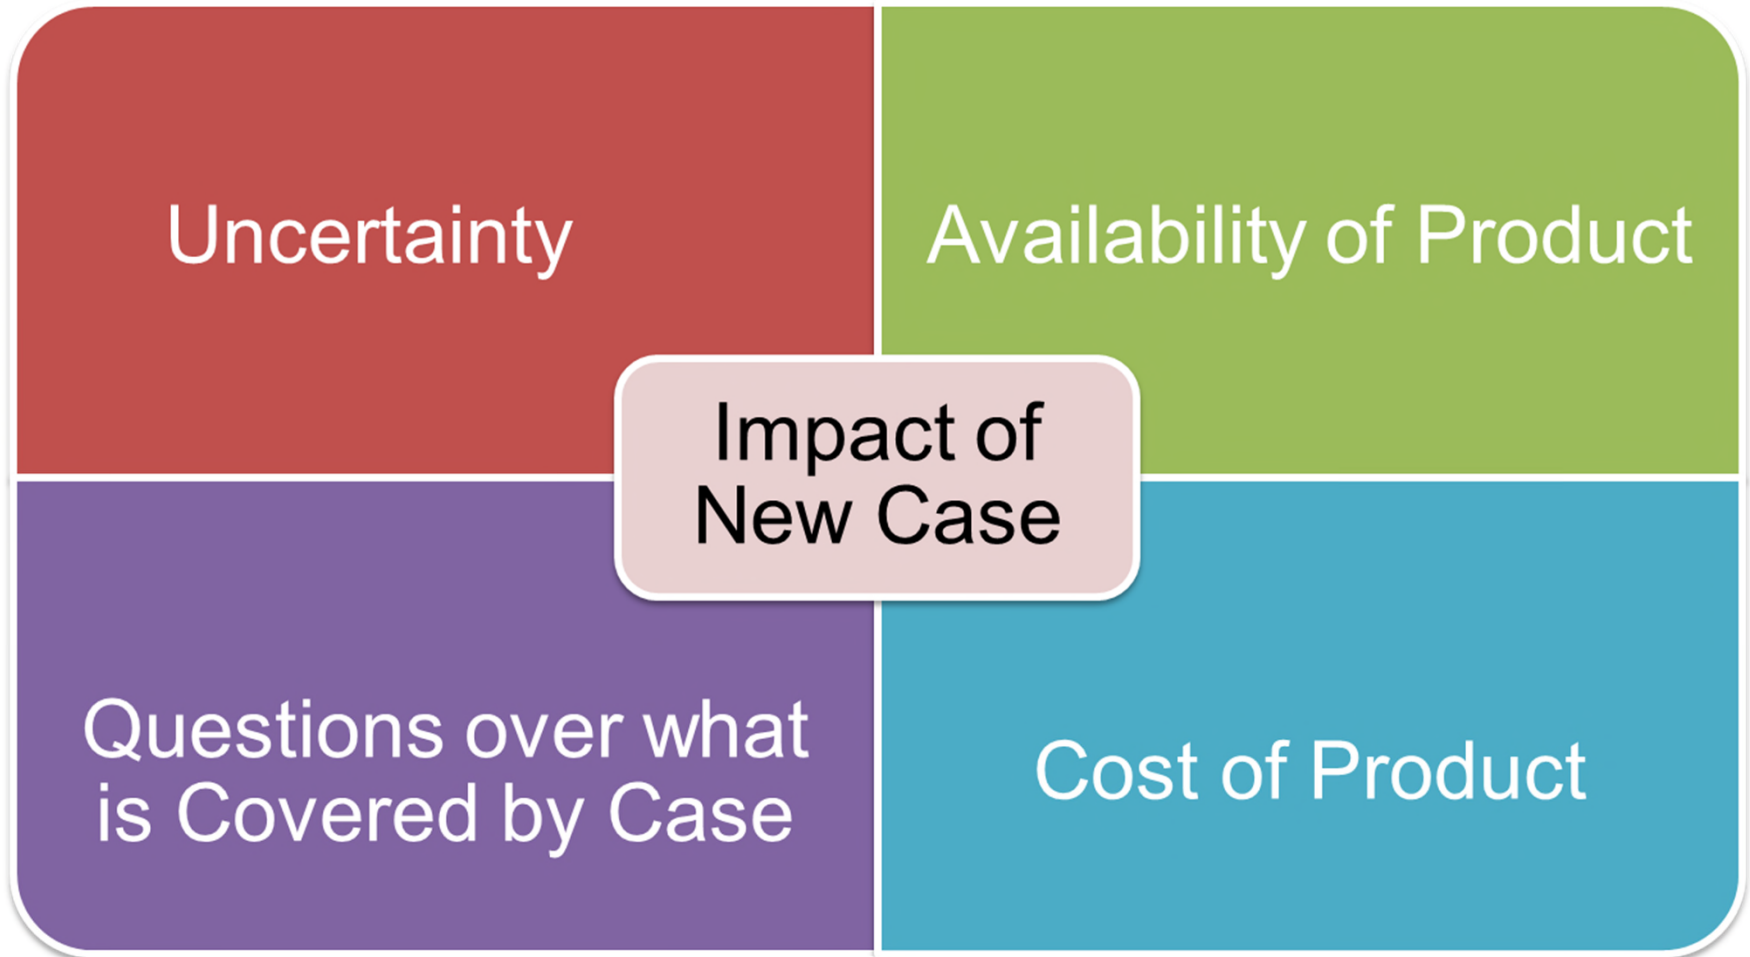 Uncertainty
Availability of Product
Impact of
New Case
Questions over what
is Covered by Case
Cost of Product